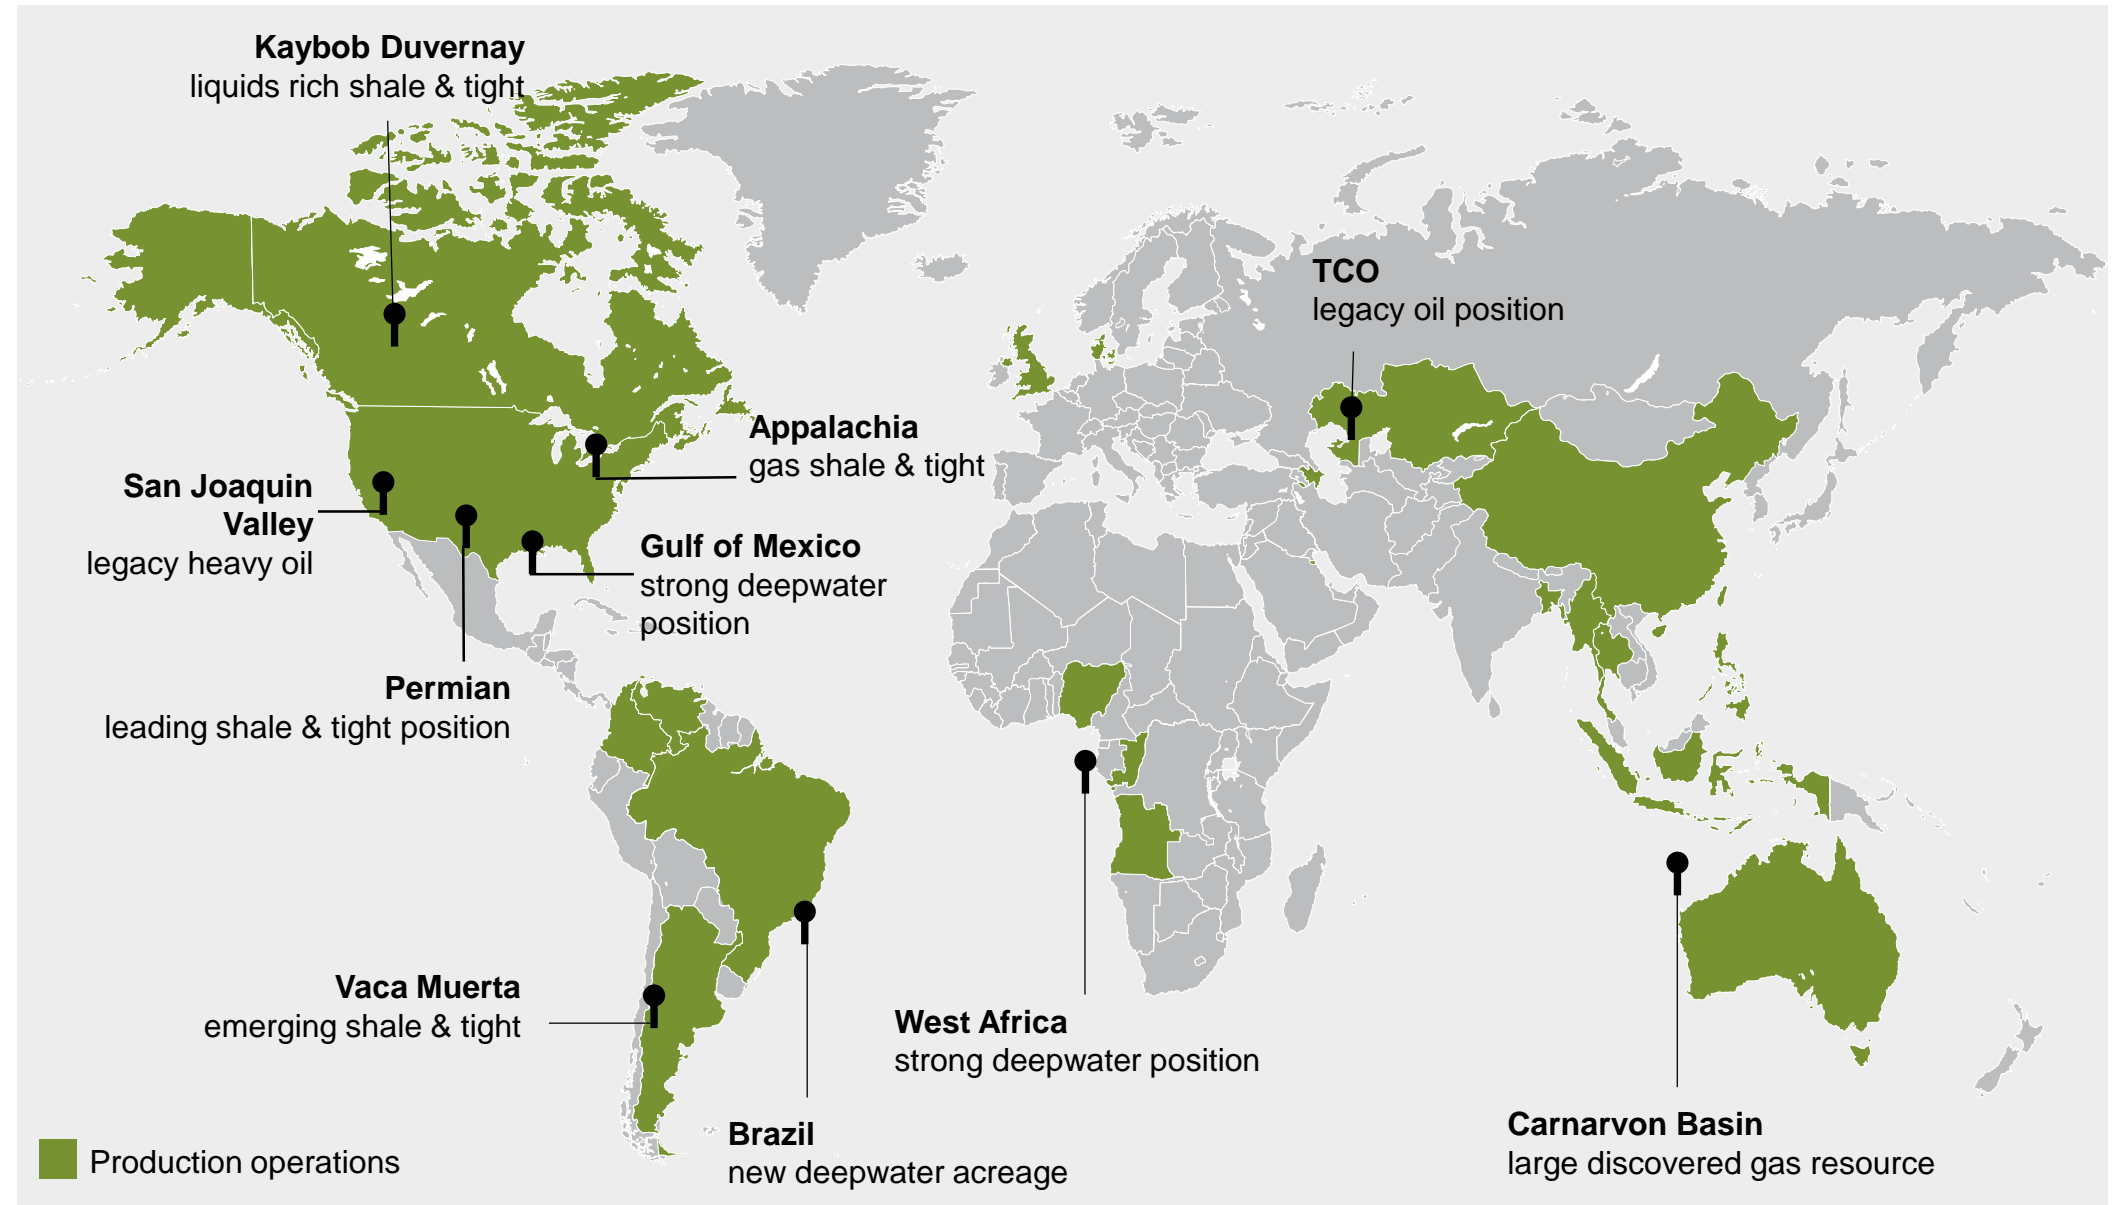 Kaybob Duvernay
liquids rich shale & tight
TCO
legacy oil position
Appalachia
gas shale & tight
San Joaquin
Valley
legacy heavy oil
Gulf of Mexico
strong deepwater
position
Permian
leading shale & tight position
Vaca Muerta
emerging shale & tight
West Africa
strong deepwater position
Brazil
new deepwater acreage
Carnarvon Basin
large discovered gas resource
Production operations